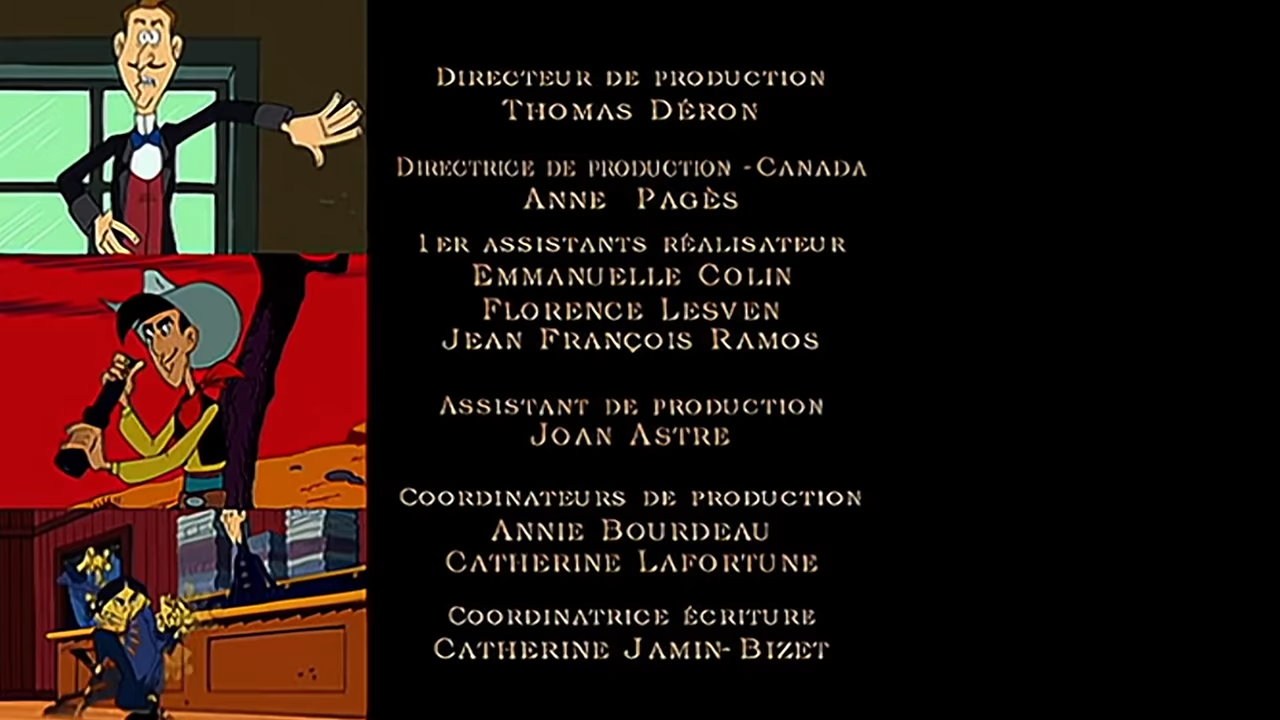 Directeur de production
Thomas Déron
Directrice de production - Canada
Anne Pagès
1er assistants réalisateur
Emmanuelle Colin
Florence Lesven
Jean François Ramos
Assistant de production
Joan Astre
Coordinateurs de production
Annie Bourdeau
Catherine Lafortune
Coordinatrice écriture
Catherine Jamin-Bizet